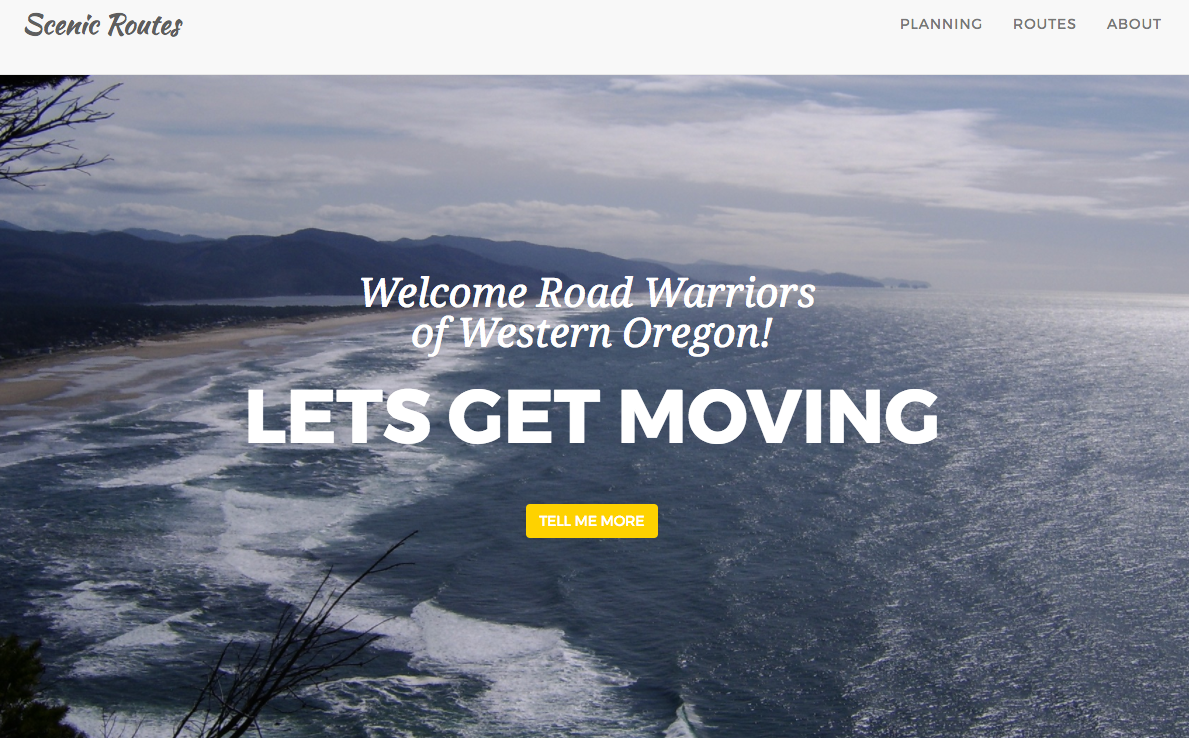 Scenic Routes
PLANNING ROUTES ABOUT
Welcome Road Warriors
of Western Oregon!
LETS GET MOVING
TELL ME MORE